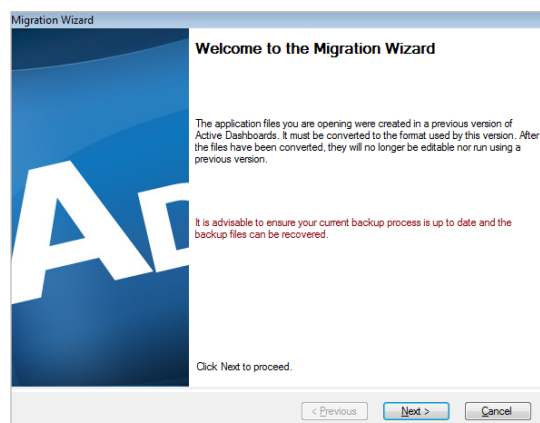 Migration Wizard
Welcome to the Migration Wizard
The application files you are opening were created in a previous version of
Active Dashboards. It must be converted to the format used by this version. After
the files have been converted, they will no longer be editable nor run using a
previous version.
It is advisable to ensure your current backup process is up to date and the
backup files can be recovered.
Click Next to proceed.
< Previous
Next >
Cancel